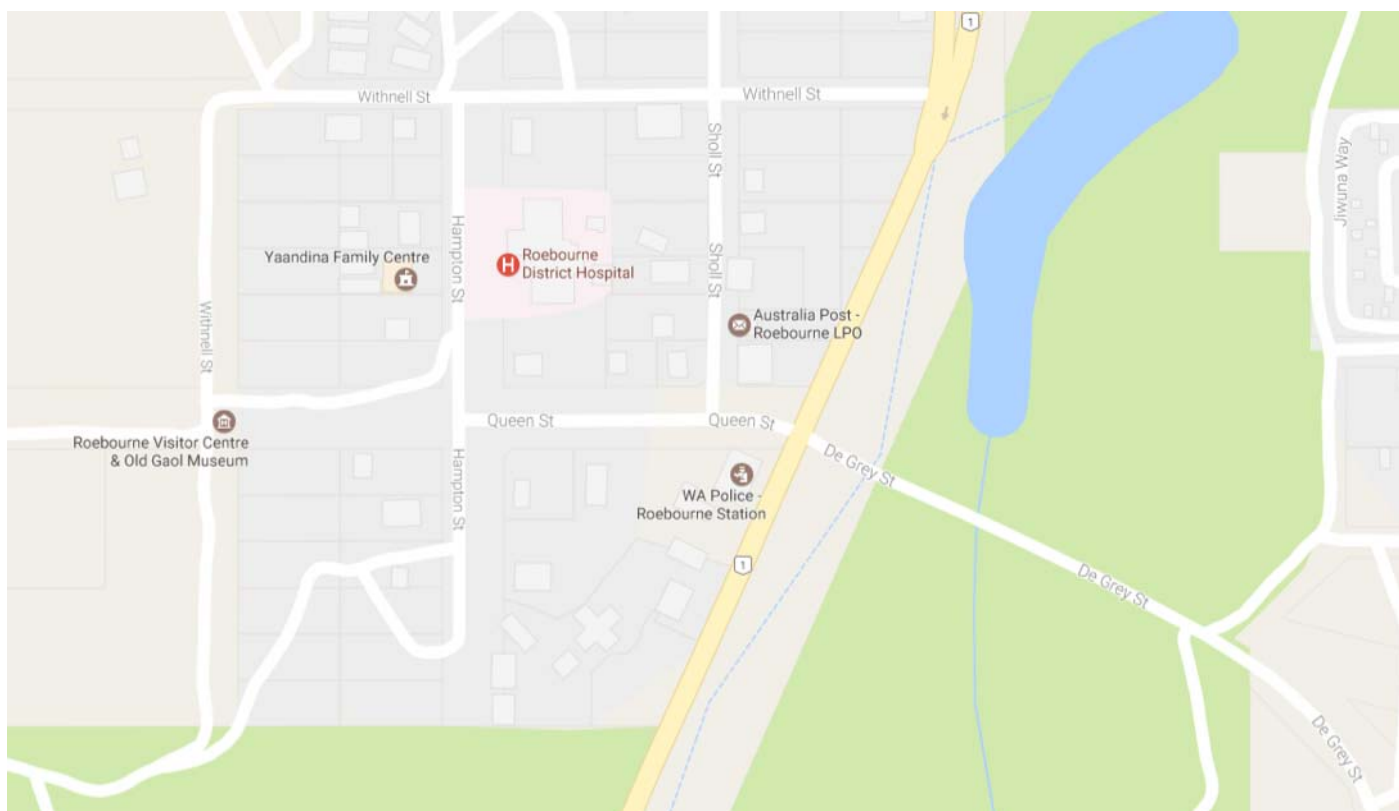 1
Withnell St
Withnell St
Sholl St
Jiwuna Way
Hampton St
Yaandina Family Centre
H
Roebourne
District Hospital
Sholl St
Withnell St
Australia Post -
Roebourne LPO
Queen St
Queen St
Roebourne Visitor Centre
& Old Gaol Museum
Hampton St
De Grey St
WA Police -
Roebourne Station
1
De Grey St
De Grey St